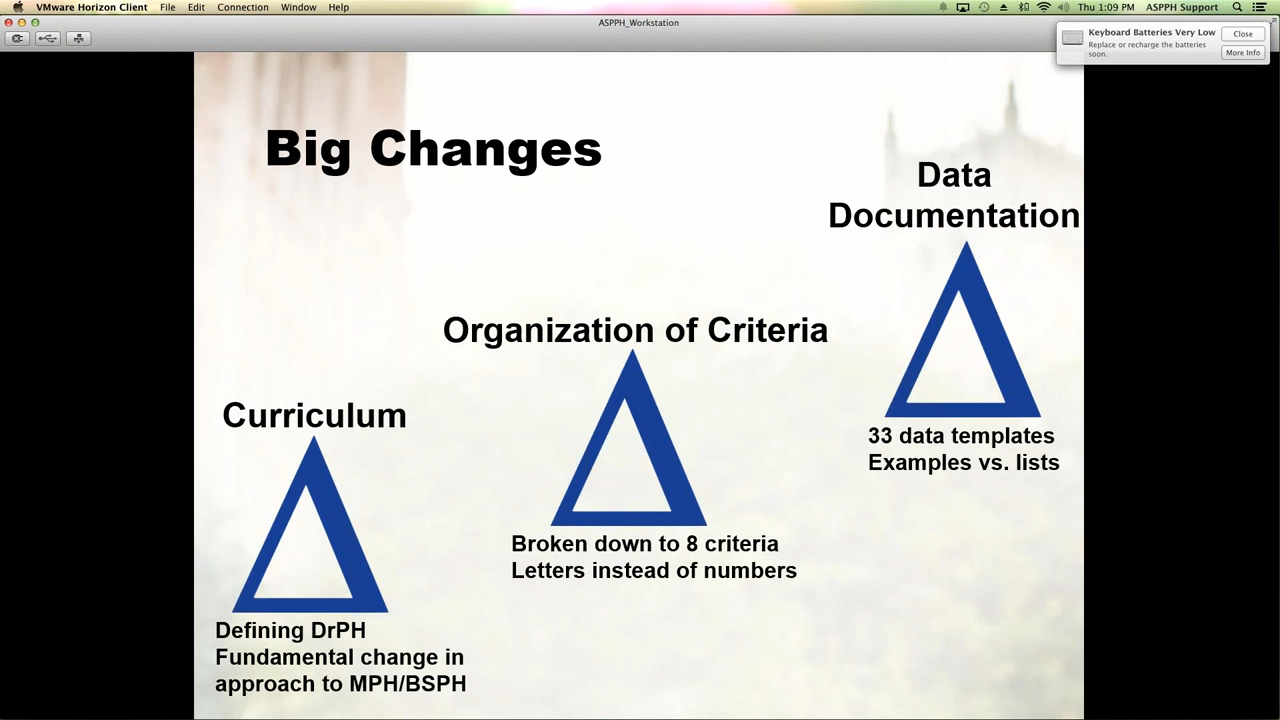 VMware Horizon Client File Edit Connection Window Help Thu 1:09 PM ASPPH Support
ASPPH_Workstation
Keyboard Batteries Very Low
Replace or recharge the batteries
soon.
Close
More Info
Big Changes
Data
Documentation
33 data templates
Examples vs. lists
Organization of Criteria
Broken down to 8 criteria
Letters instead of numbers
Curriculum
Defining DrPH
Fundamental change in
approach to MPH/BSPH